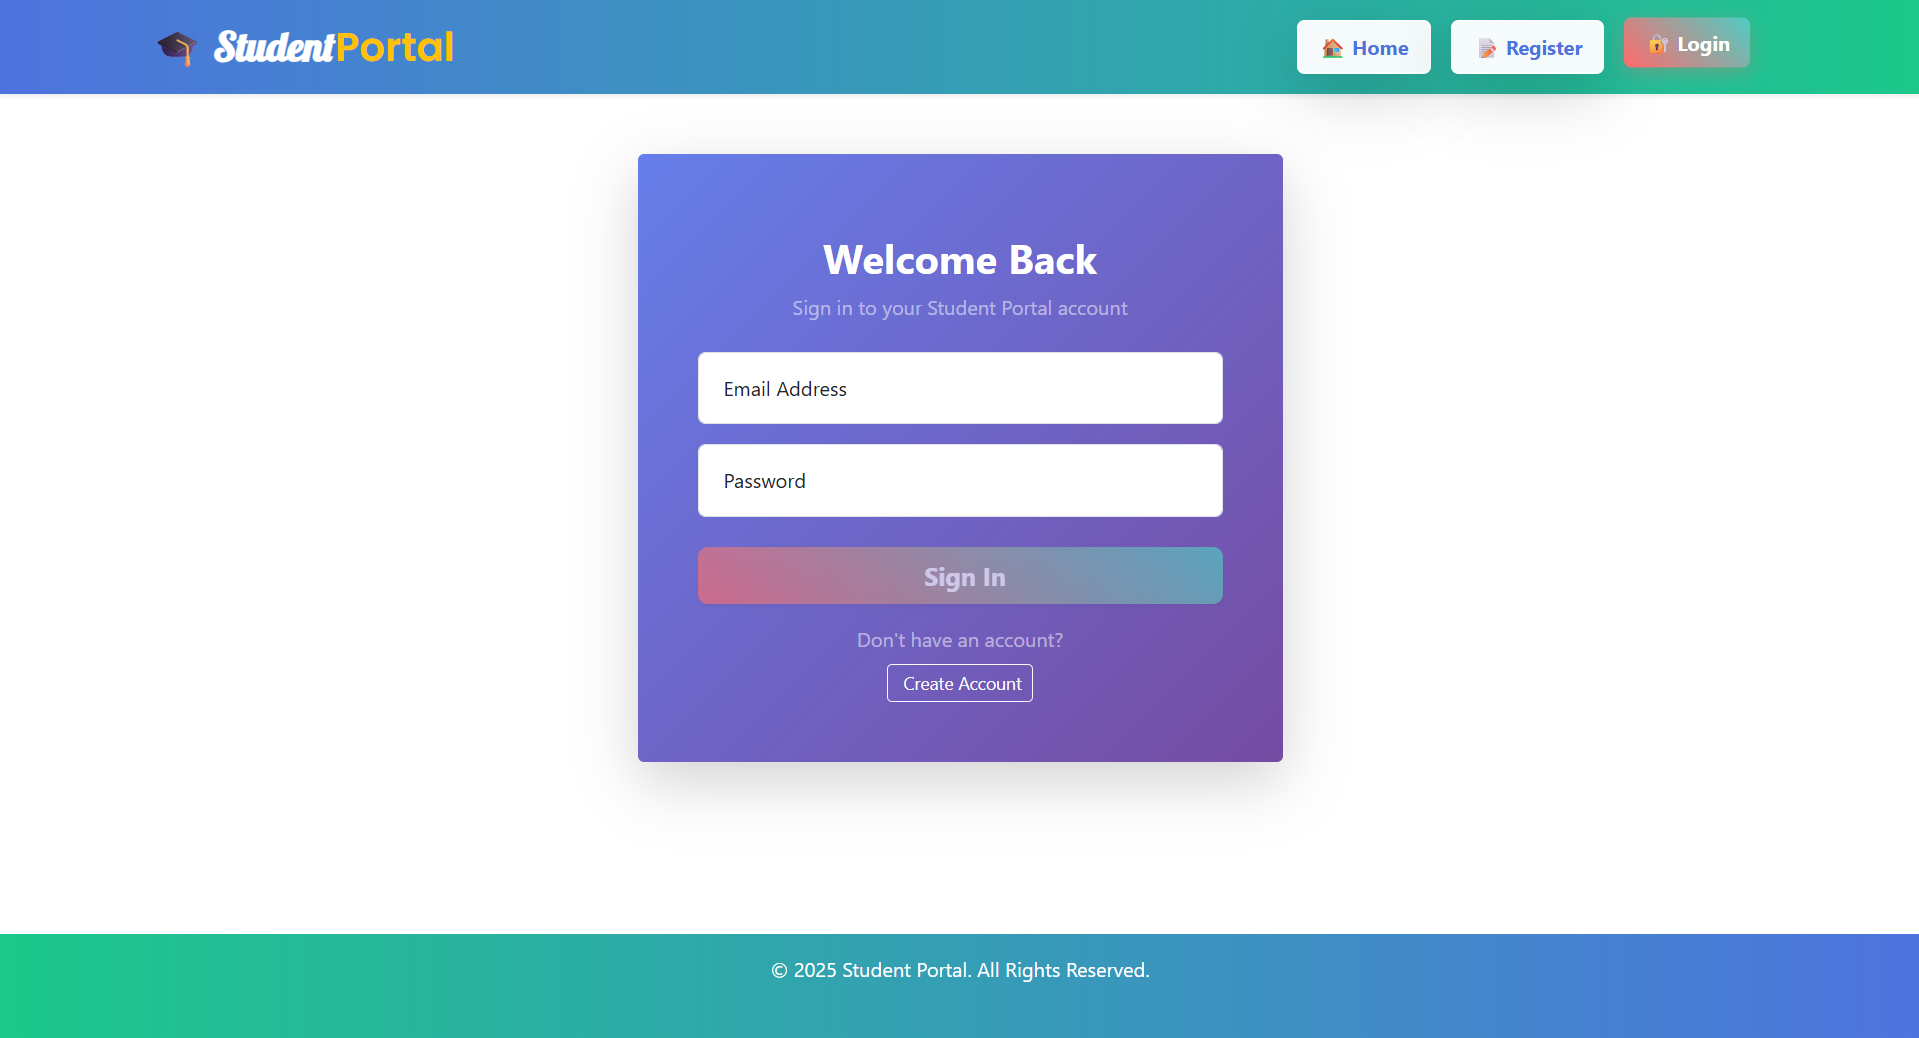 StudentPortal
Home
Register
Login
Welcome Back
Sign in to your Student Portal account
Email Address
Password
Sign In
Don't have an account?
Create Account
© 2025 Student Portal. All Rights Reserved.